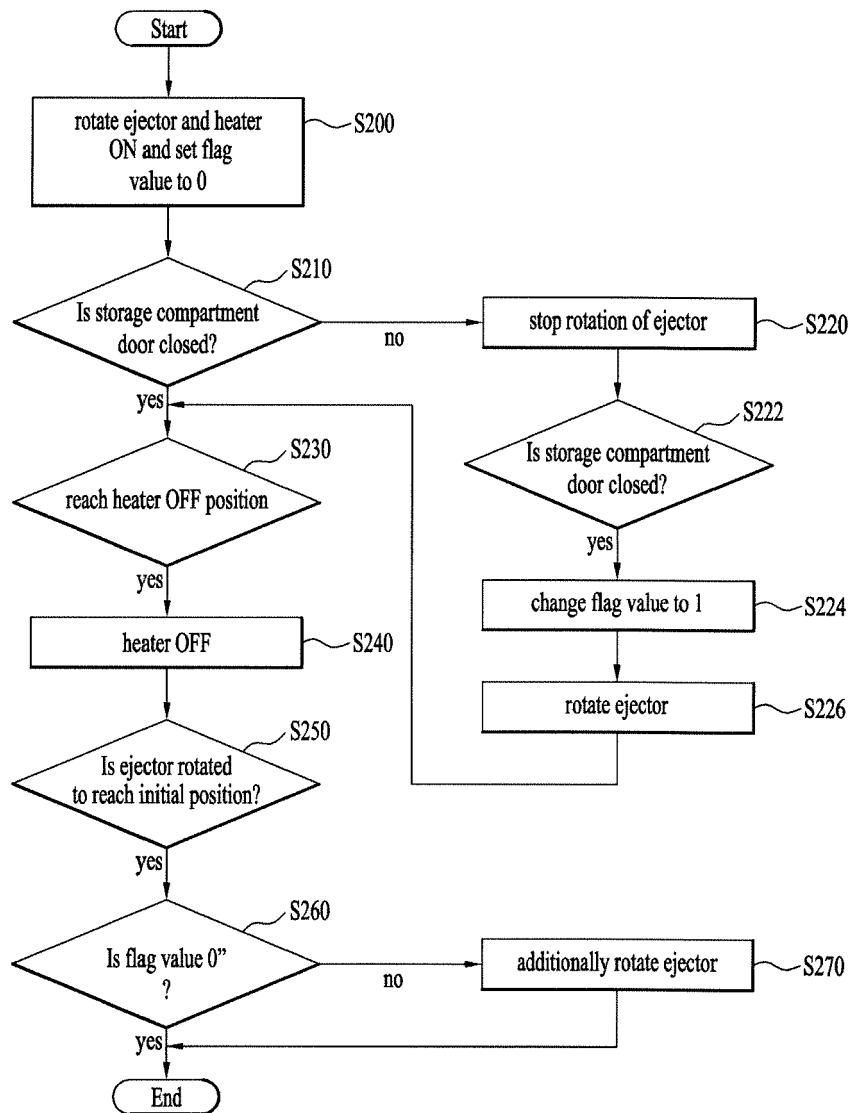 Start
rotate ejector and heater
ON and set flag
value to 0
S200
S210
Is storage compartment
door closed?
no
yes
stop rotation of ejector
S220
S222
Is storage compartment
door closed?
yes
S230
reach heater OFF position
yes
change flag value to 1
S224
heater OFF
S240
rotate ejector
S226
S250
Is ejector rotated
to reach initial position?
yes
S260
Is flag value 0”
?
no
yes
additionally rotate ejector
S270
End